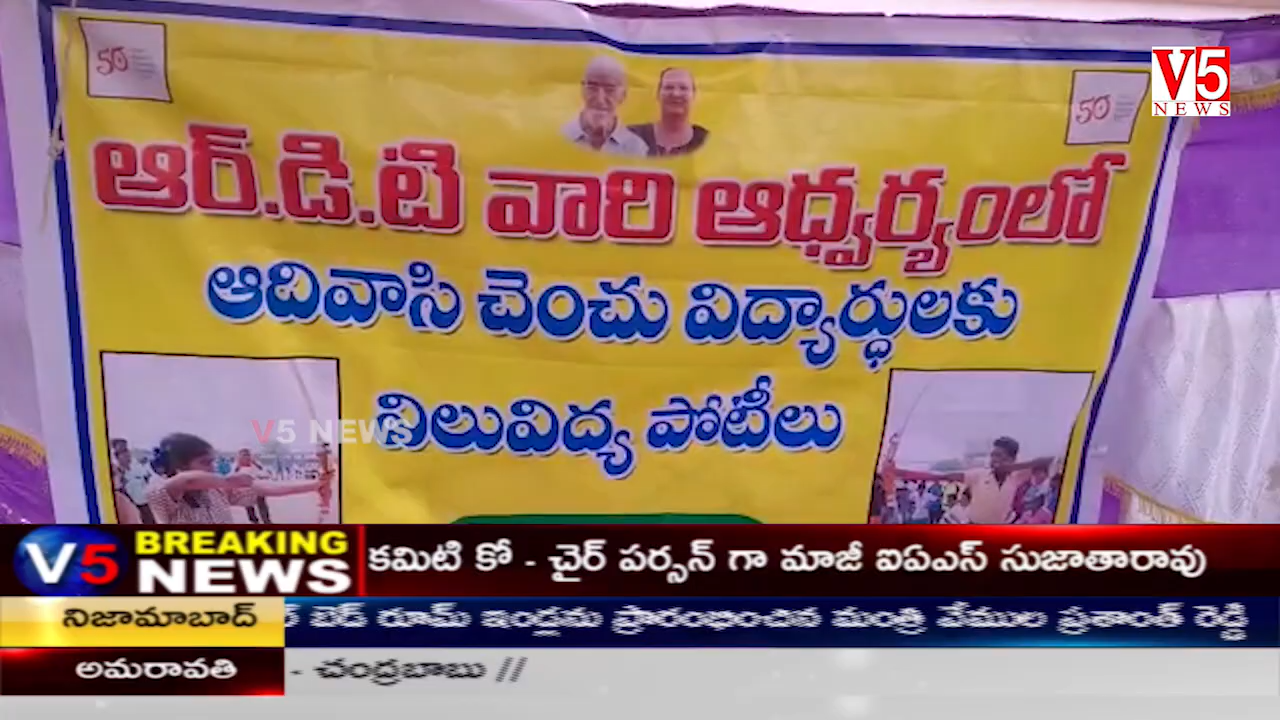 50
50
V5
NEWS
ఆర్.డి.టి వారి ఆధ్వర్యంలో
ఆదివాసి చెంచు విద్యార్ధులకు
విలువిద్య పోటీలు
V5 NEWS
V5 BREAKING NEWS
కమిటి కో - ఛైర్ పర్సన్ గా మాజీ ఐఏఎస్ సుజాతారావు
నిజామాబాద్
బెడ్ రూమ్ ఇండ్లను ప్రారంభించిన మంత్రి వేముల ప్రశాంత్ రెడ్డి
అమరావతి
- చంద్రబాబు //